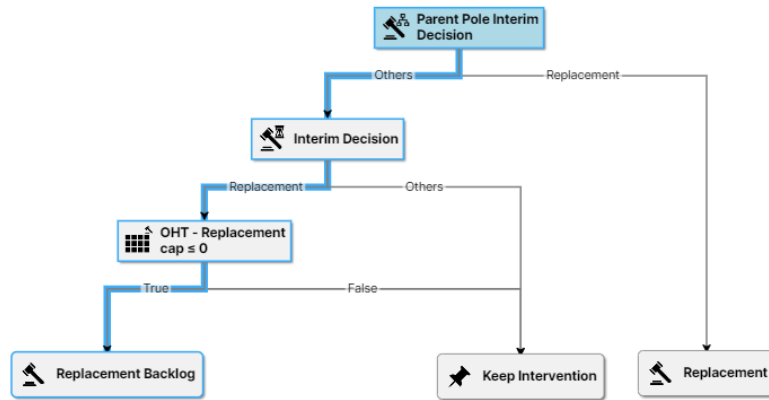 Parent Pole Interim
Decision
Others
Replacement
Interim Decision
Replacement
Others
OHT - Replacement
cap ≤ 0
True
False
Replacement Backlog
Keep Intervention
Replacement